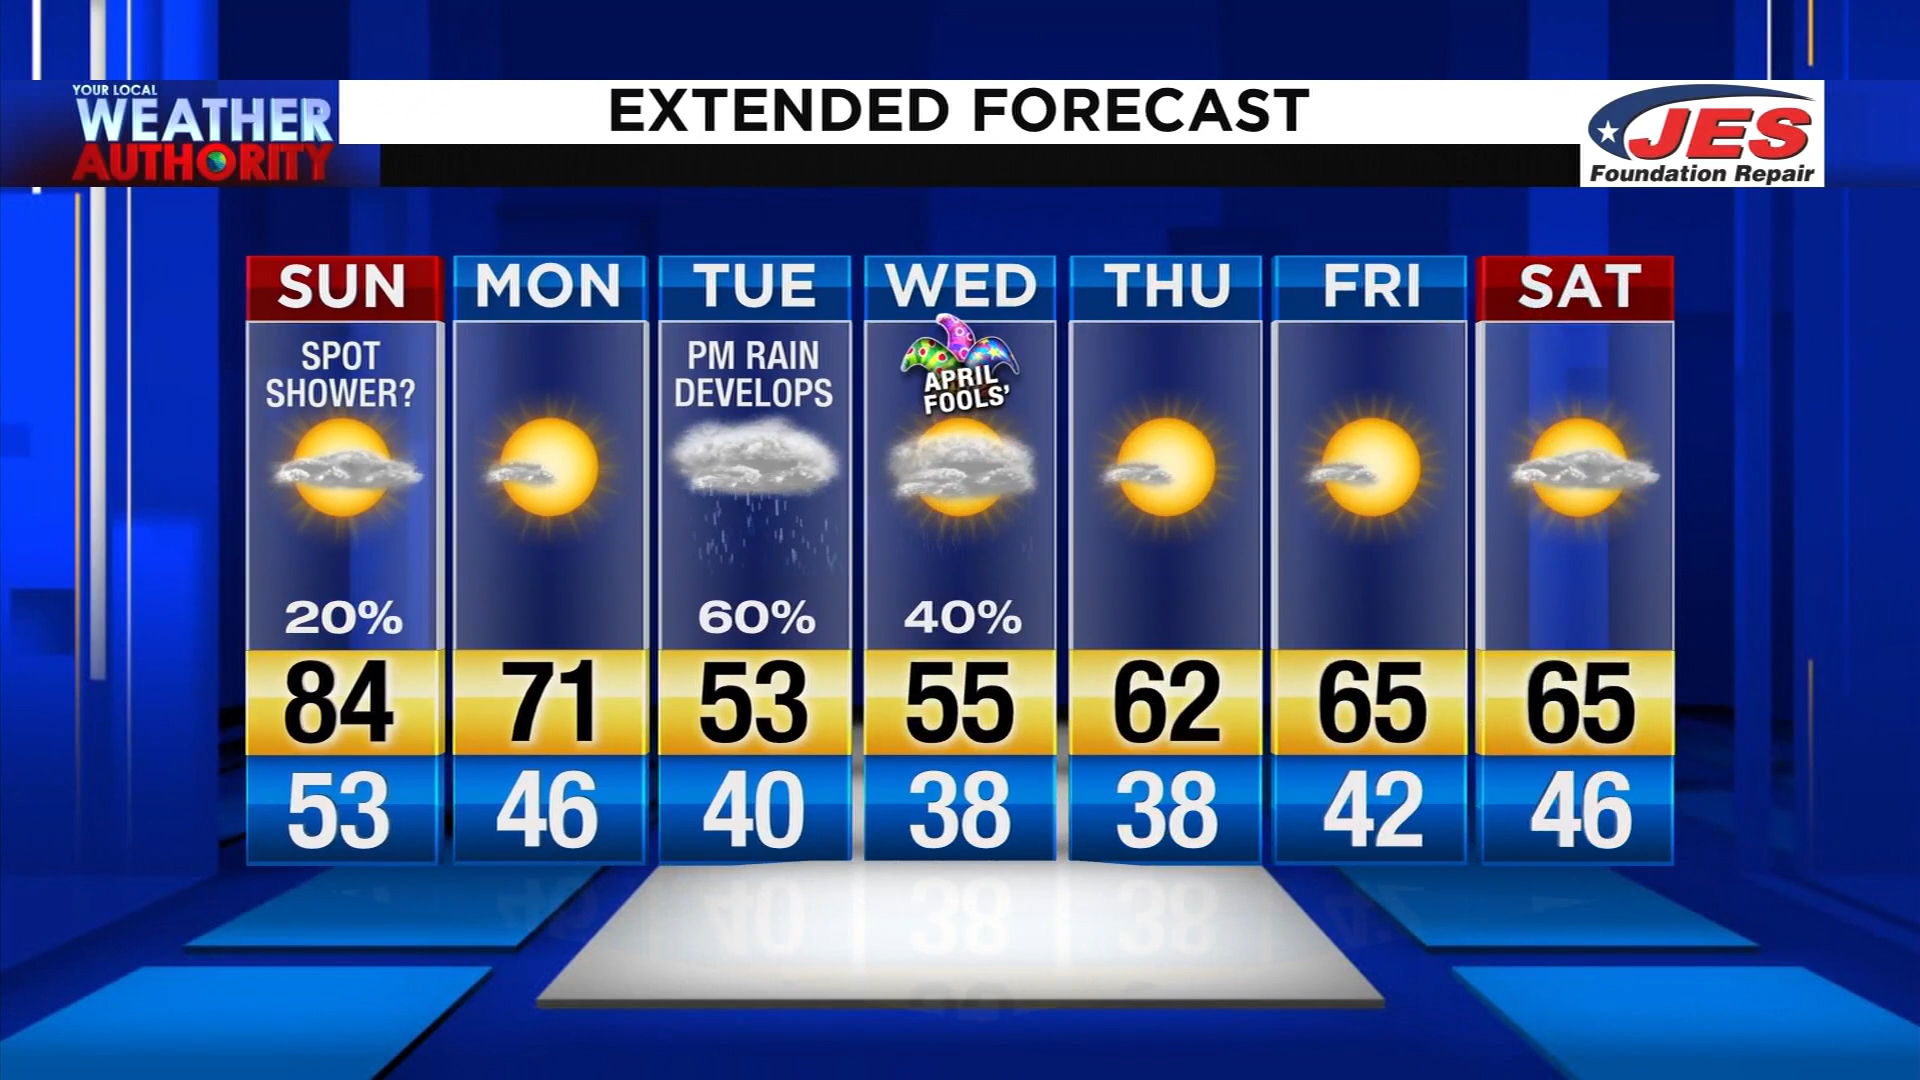 YOUR LOCAL
WEATHER
AUTHORITY
EXTENDED FORECAST
JES
Foundation Repair
SUN MON TUE WED THU FRI SAT
SPOT
SHOWER?
PM RAIN
DEVELOPS
APRIL
FOOLS'
20% 60% 40%
84 71 53 55 62 65 65
53 46 40 38 38 42 46